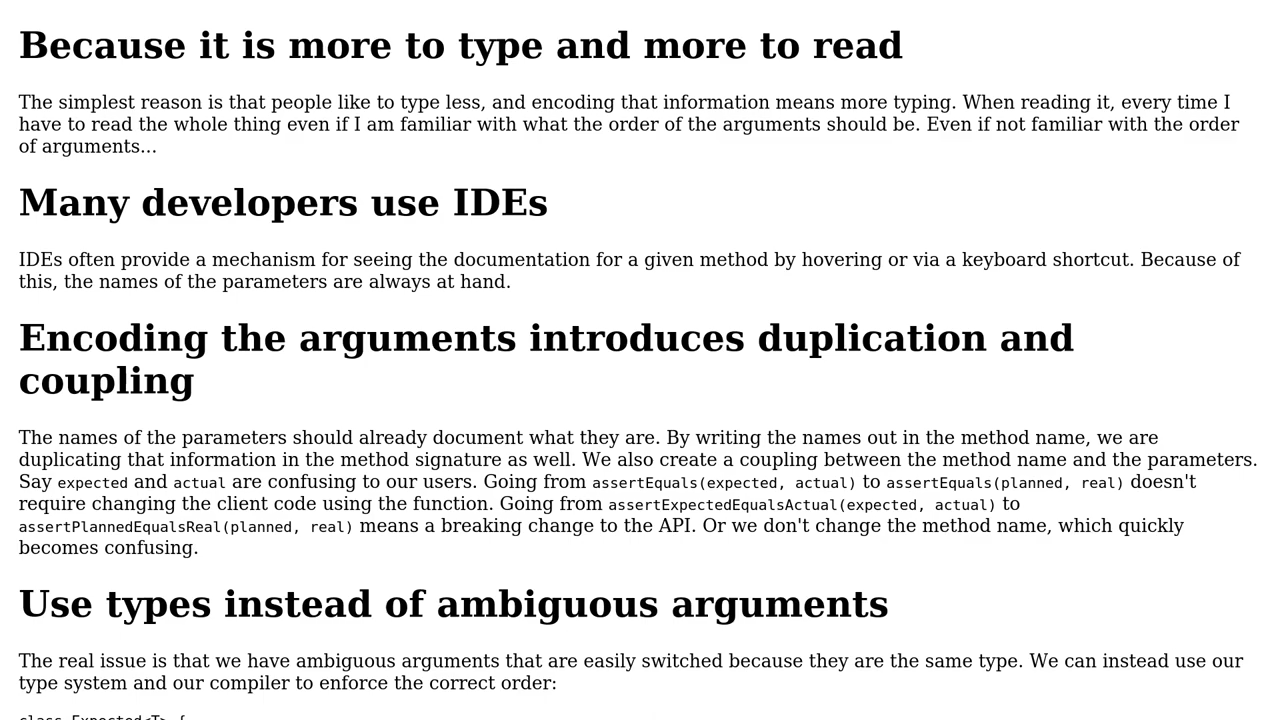 Because it is more to type and more to read
The simplest reason is that people like to type less, and encoding that information means more typing. When reading it, every time I
have to read the whole thing even if I am familiar with what the order of the arguments should be. Even if not familiar with the order
of arguments...
Many developers use IDEs
IDEs often provide a mechanism for seeing the documentation for a given method by hovering or via a keyboard shortcut. Because of
this, the names of the parameters are always at hand.
Encoding the arguments introduces duplication and
coupling
The names of the parameters should already document what they are. By writing the names out in the method name, we are
duplicating that information in the method signature as well. We also create a coupling between the method name and the parameters.
Say expected and actual are confusing to our users. Going from assertEquals(expected, actual) to assertEquals(planned, real) doesn't
require changing the client code using the function. Going from assertExpectedEqualsActual(expected, actual) to
assertPlannedEqualsReal(planned, real) means a breaking change to the API. Or we don't change the method name, which quickly
becomes confusing.
Use types instead of ambiguous arguments
The real issue is that we have ambiguous arguments that are easily switched because they are the same type. We can instead use our
type system and our compiler to enforce the correct order:
class Expected<T> {